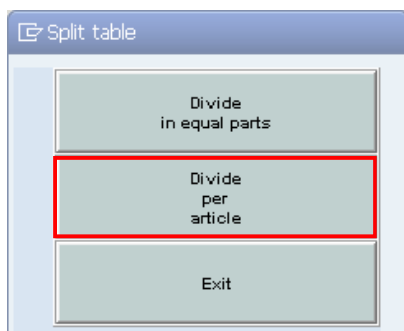 Split table
Divide
in equal parts
Divide
per
article
Exit